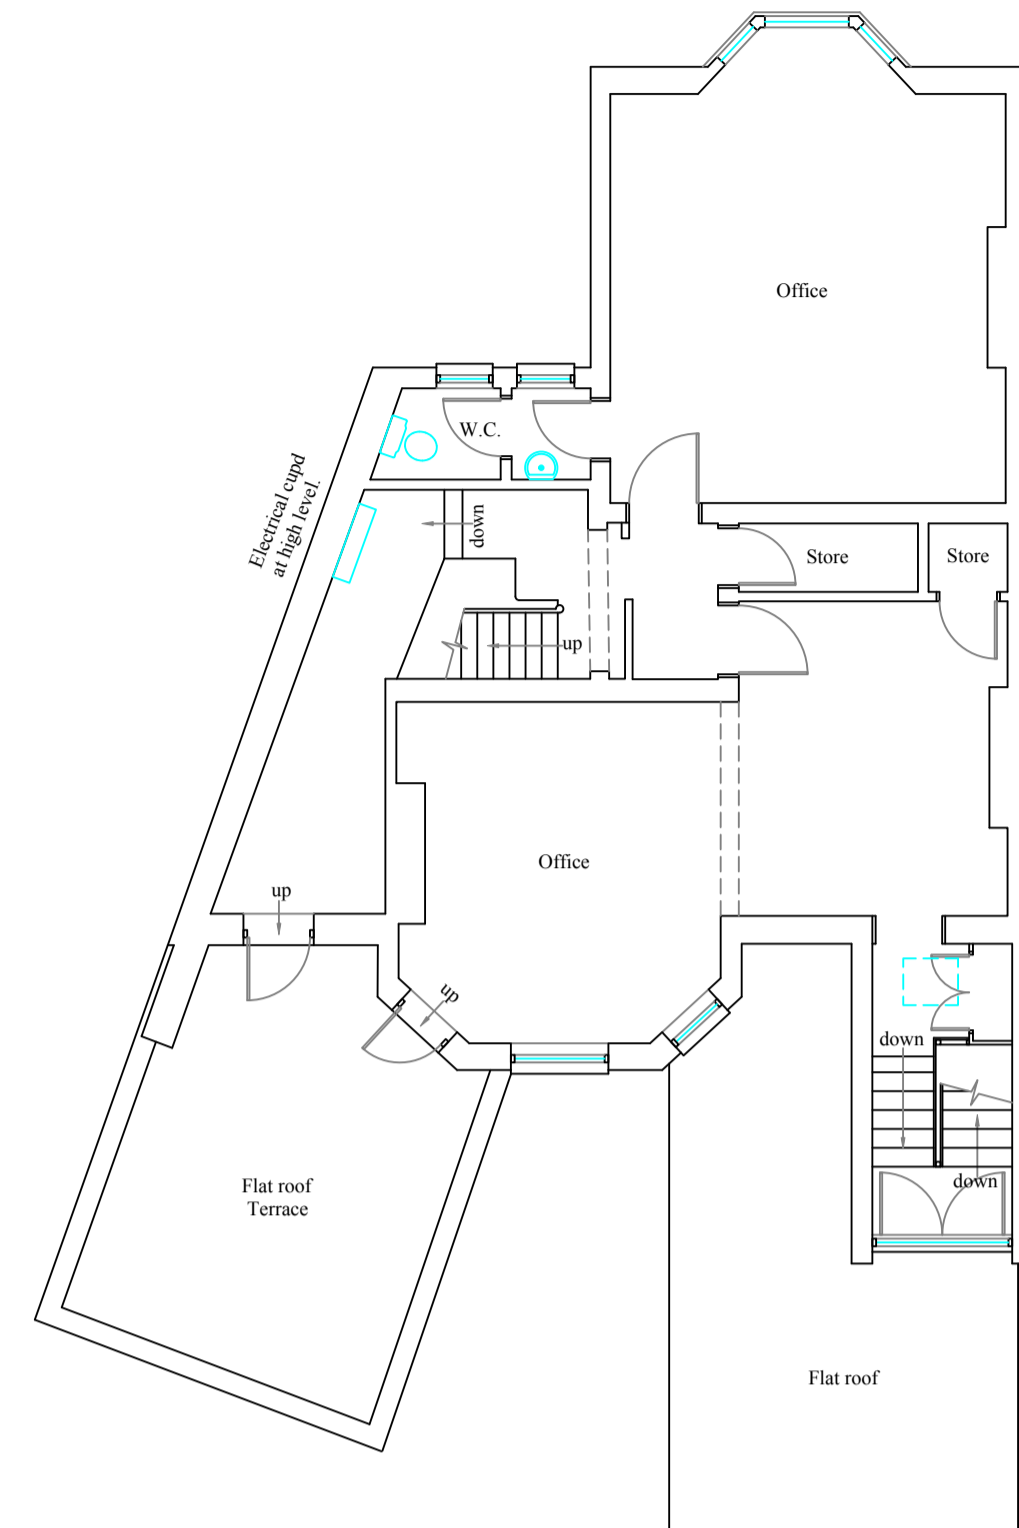 Office
W.C.
Electrical cupd
at high level.
down
Store
Store
up
Office
up
up
down
Flat roof
Terrace
down
Flat roof